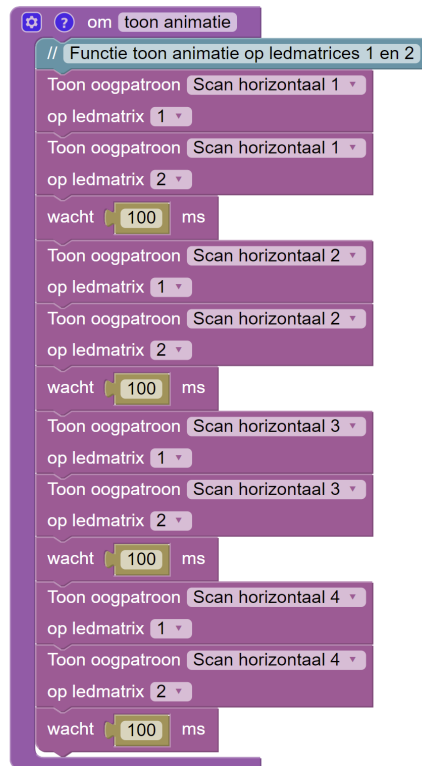 ? om toon animatie
// Functie toon animatie op ledmatrices 1 en 2
Toon oogpatroon Scan horizontaal 1
op ledmatrix 1
Toon oogpatroon Scan horizontaal 1
op ledmatrix 2
wacht 100 ms
Toon oogpatroon Scan horizontaal 2
op ledmatrix 1
Toon oogpatroon Scan horizontaal 2
op ledmatrix 2
wacht 100 ms
Toon oogpatroon Scan horizontaal 3
op ledmatrix 1
Toon oogpatroon Scan horizontaal 3
op ledmatrix 2
wacht 100 ms
Toon oogpatroon Scan horizontaal 4
op ledmatrix 1
Toon oogpatroon Scan horizontaal 4
op ledmatrix 2
wacht 100 ms